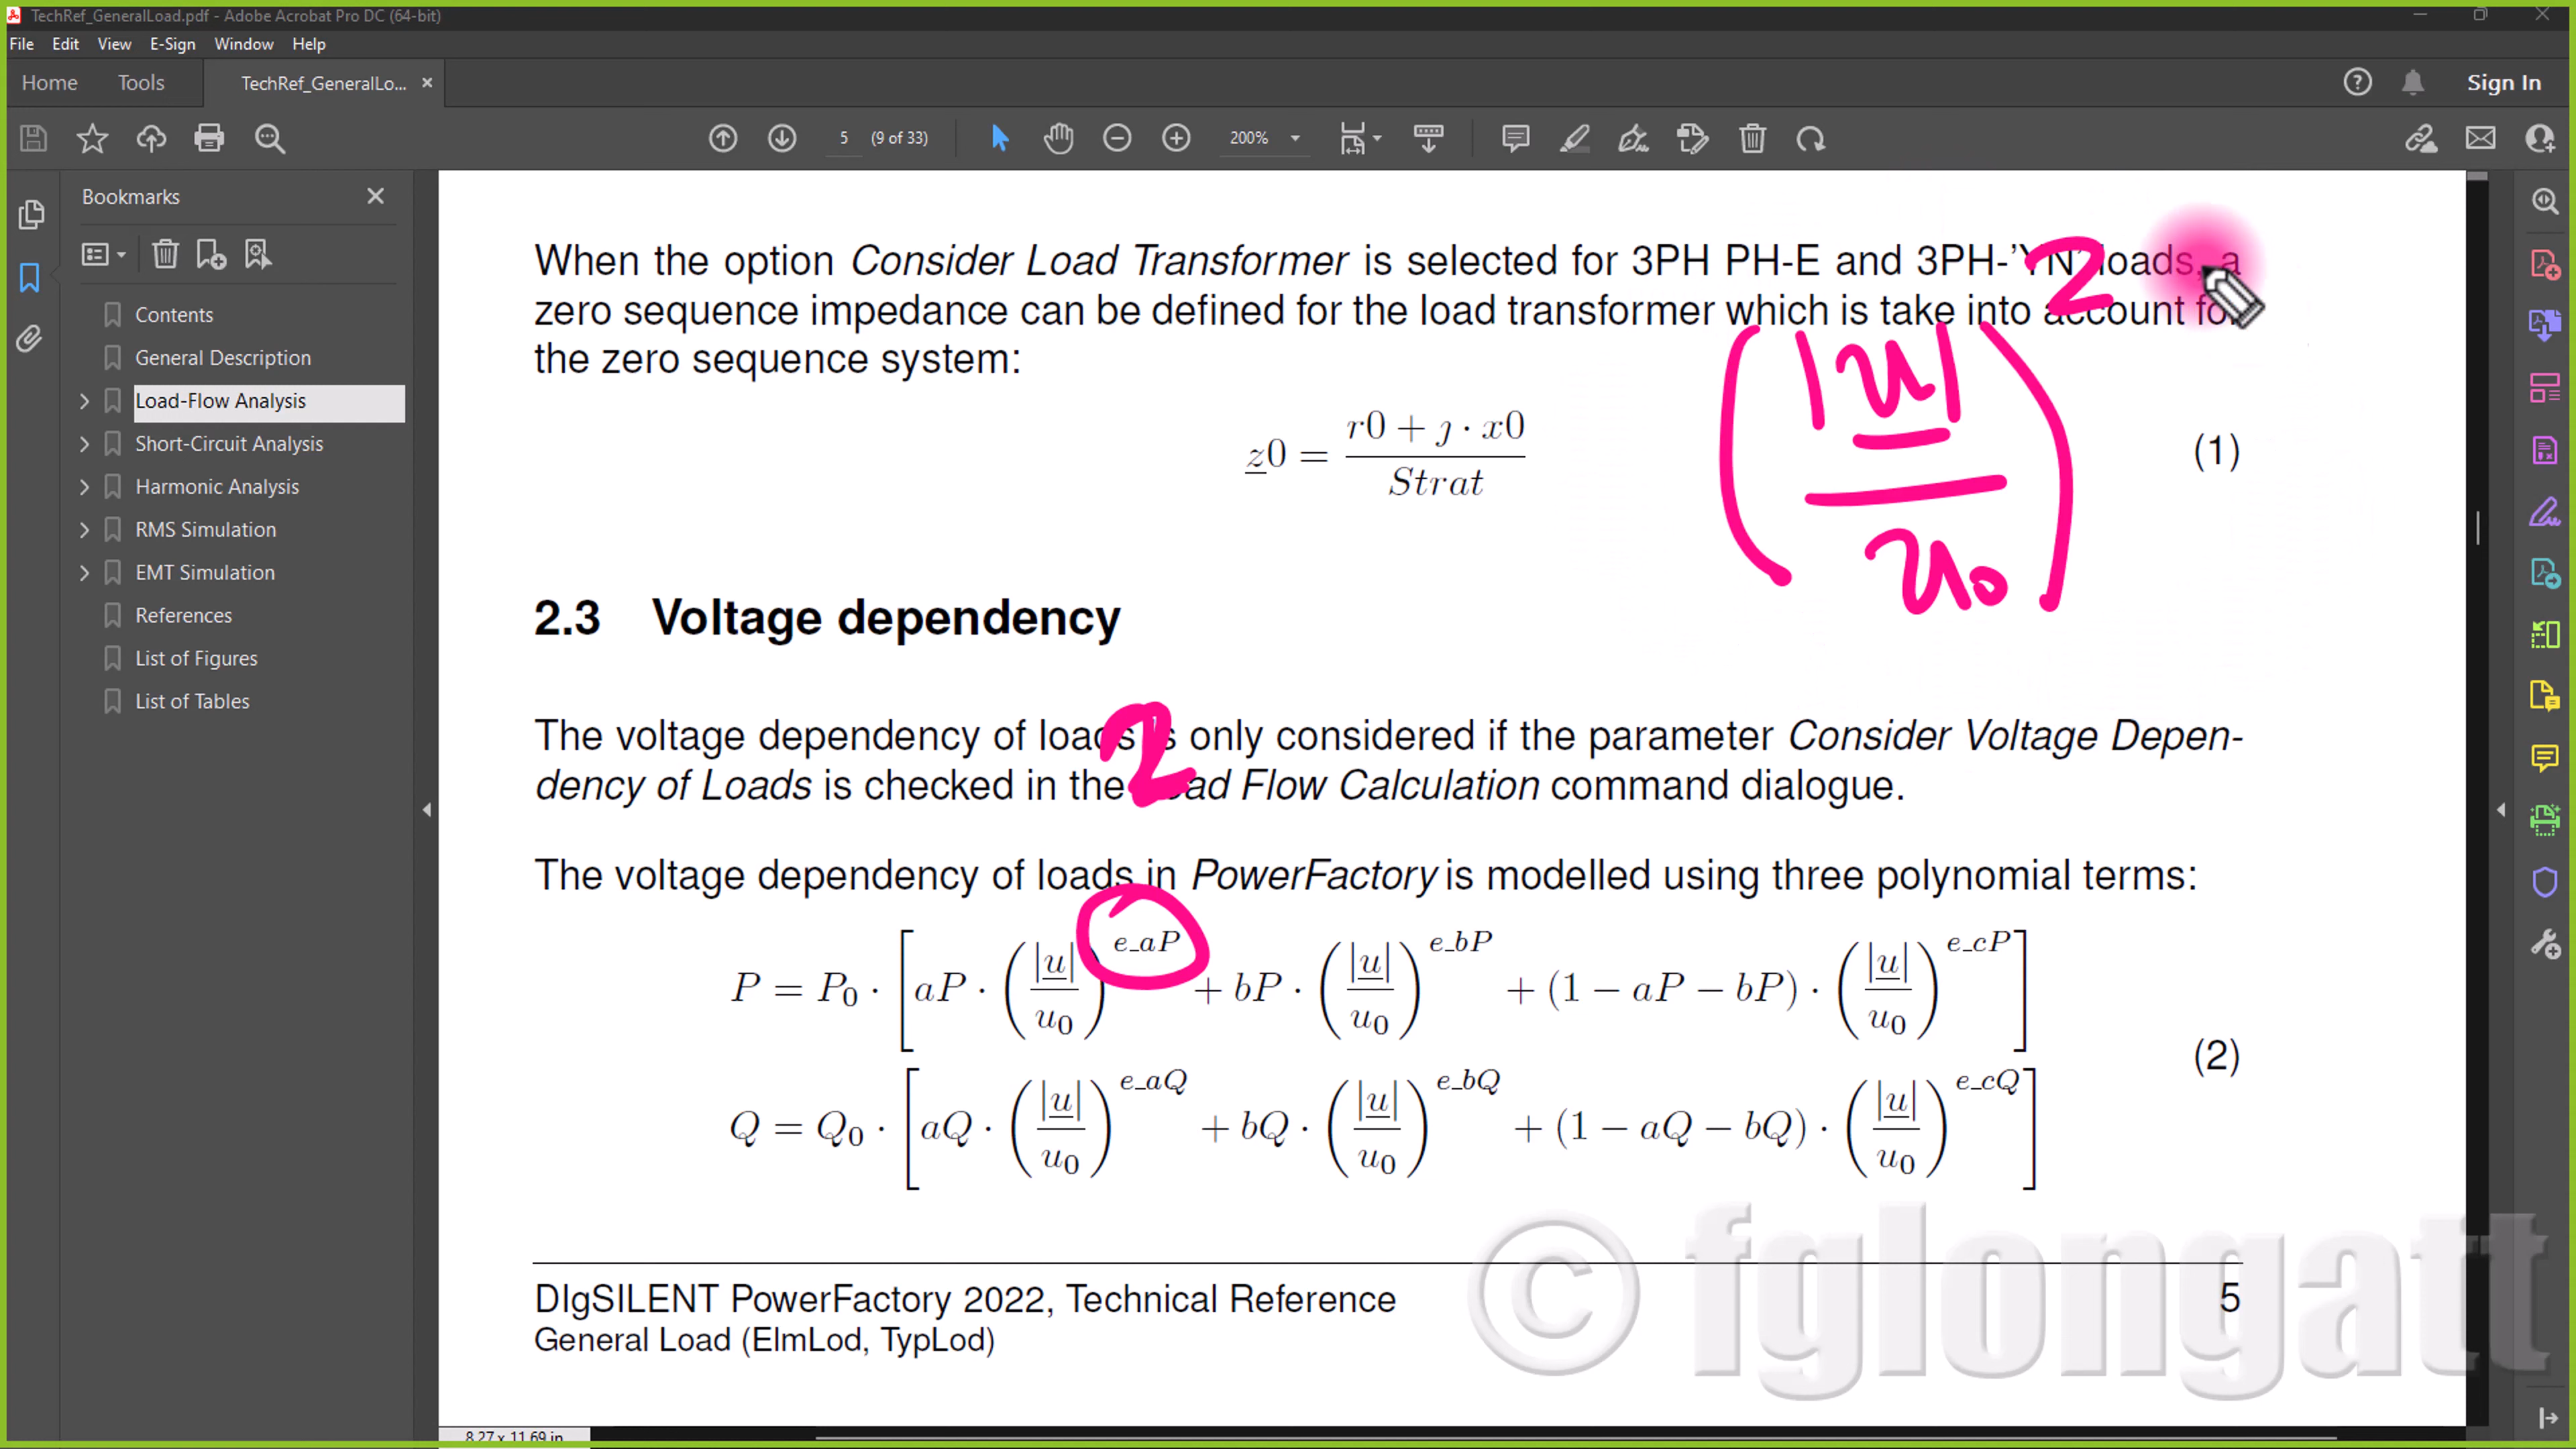 TechRef_GeneralLoad.pdf - Adobe Acrobat Pro DC (64-bit)
File Edit View E-Sign Window Help
Home Tools TechRef_GeneralLo... × Sign In
5 (9 of 33) 200%
Bookmarks
Contents
General Description
Load-Flow Analysis
Short-Circuit Analysis
Harmonic Analysis
RMS Simulation
EMT Simulation
References
List of Figures
List of Tables
When the option Consider Load Transformer is selected for 3PH PH-E and 3PH-'YN' loads, a
zero sequence impedance can be defined for the load transformer which is take into account for
the zero sequence system:
z0 = (r0 + ȷ · x0) / Strat (1)
(|u| / u0)^2
2.3 Voltage dependency
The voltage dependency of loads is only considered if the parameter Consider Voltage Depen-
dency of Loads is checked in the Load Flow Calculation command dialogue.
2
The voltage dependency of loads in PowerFactory is modelled using three polynomial terms:
P = P0 · [aP · (|u| / u0)^e_aP + bP · (|u| / u0)^e_bP + (1 − aP − bP) · (|u| / u0)^e_cP]
(2)
Q = Q0 · [aQ · (|u| / u0)^e_aQ + bQ · (|u| / u0)^e_bQ + (1 − aQ − bQ) · (|u| / u0)^e_cQ]
DIgSILENT PowerFactory 2022, Technical Reference 5
General Load (ElmLod, TypLod)
© fglongatt
8.27 x 11.69 in